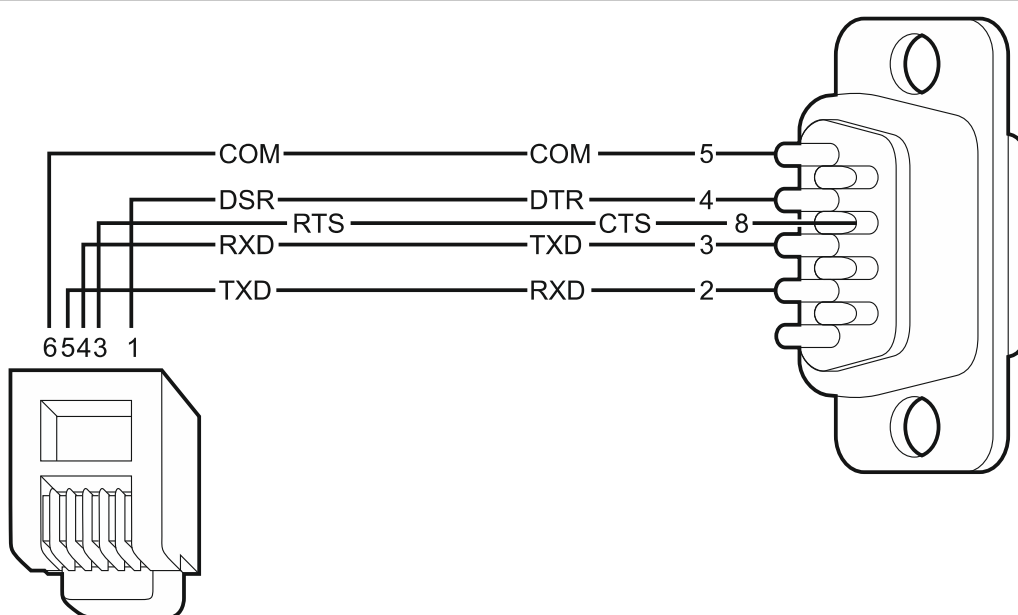 COM COM 5
DSR DTR 4
RTS CTS 8
RXD TXD 3
TXD RXD 2
6543 1